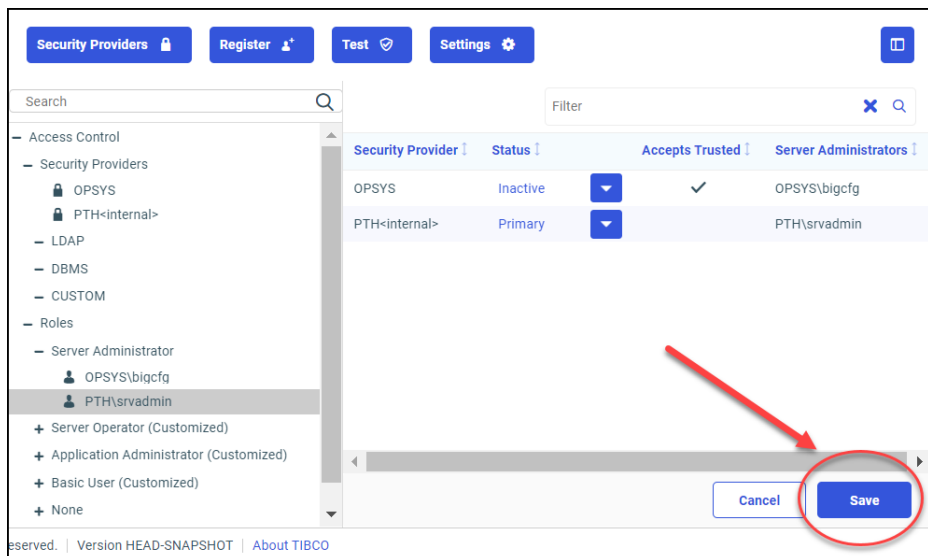 Security Providers
Register
Test
Settings
Search
Filter
Access Control
Security Providers
OPSYS
PTH<internal>
LDAP
DBMS
CUSTOM
Roles
Server Administrator
OPSYS\bigcfg
PTH\srvadmin
Server Operator (Customized)
Application Administrator (Customized)
Basic User (Customized)
None
Security Provider Status Accepts Trusted Server Administrators
OPSYS Inactive OPSYS\bigcfg
PTH<internal> Primary PTH\srvadmin
Cancel Save
eserved. | Version HEAD-SNAPSHOT | About TIBCO